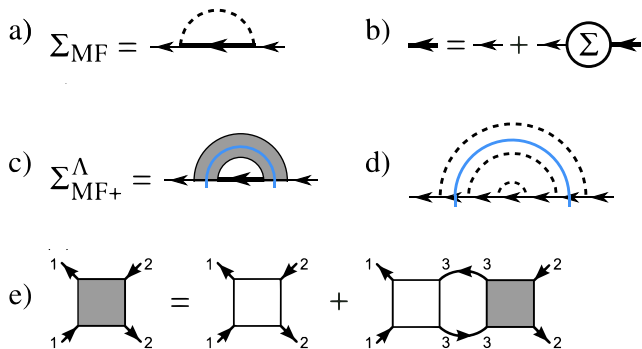 a) Σ_MF =
b) = + Σ
c) Σ^Λ_MF+ =
d)
1 2 1 2 1 3 3 2
e) = +
1 2 1 2 1 3 3 2